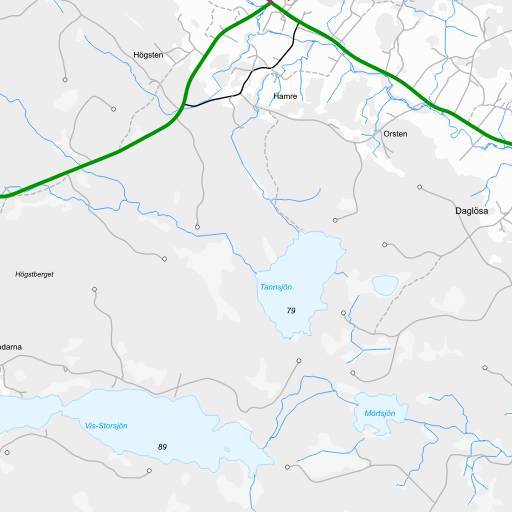 Högsten
Hamre
Orsten
Daglösa
Högstberget
Tannsjön
79
odarna
Mörtsjön
Vis-Storsjön
89